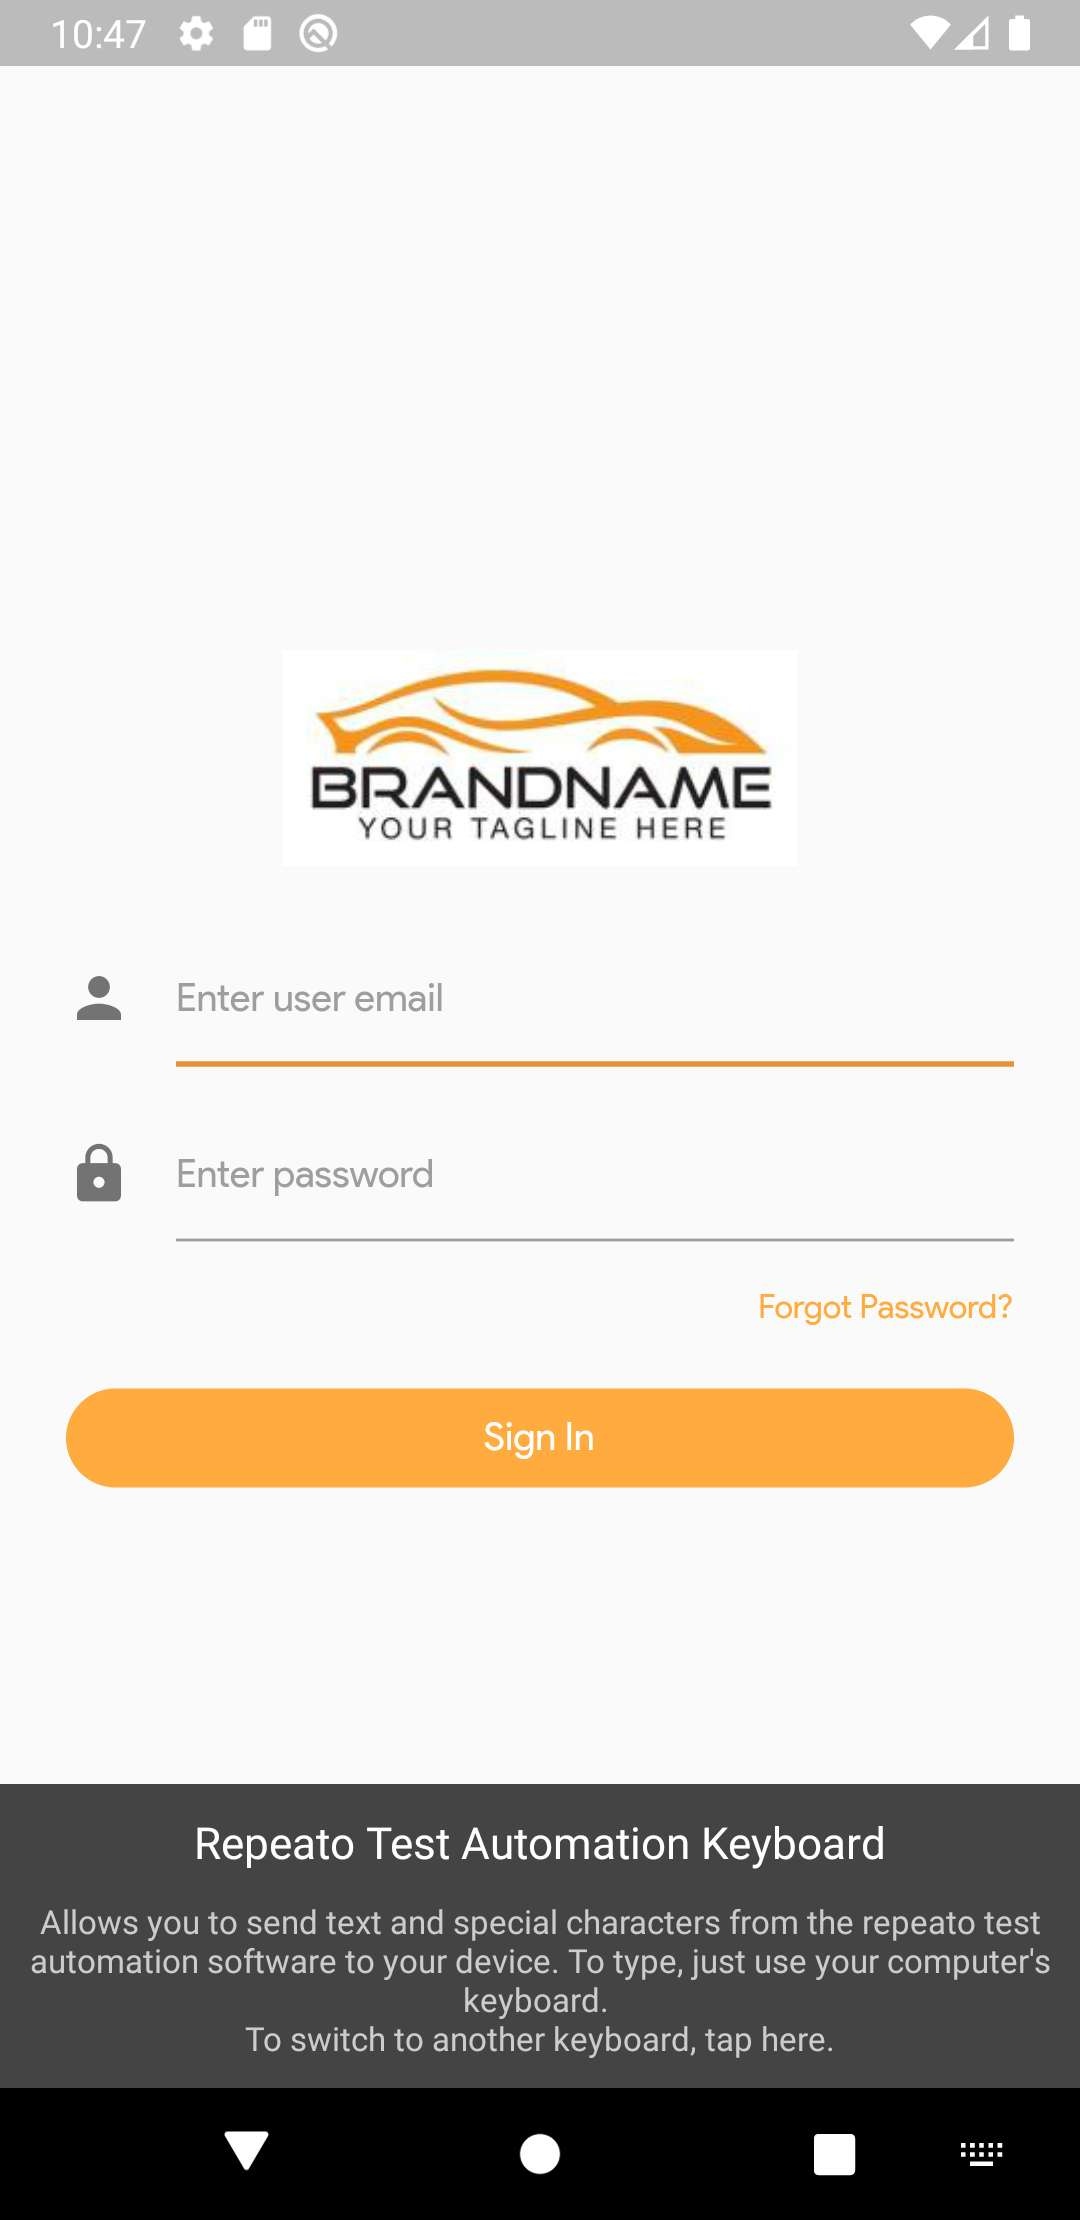 10:47
BRANDNAME
YOUR TAGLINE HERE
Enter user email
Enter password
Forgot Password?
Sign In
Repeato Test Automation Keyboard
Allows you to send text and special characters from the repeato test
automation software to your device. To type, just use your computer's
keyboard.
To switch to another keyboard, tap here.